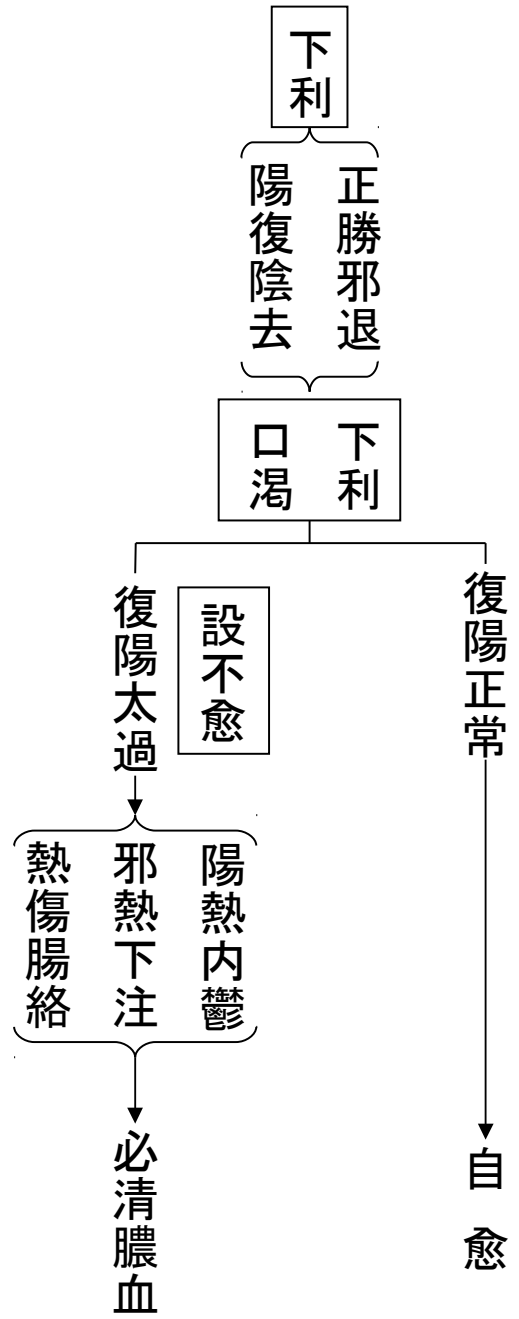 下利
正勝邪退
陽復陰去
下利
口渇
復陽正常
自愈
設不愈
復陽太過
陽熱内鬱
邪熱下注
熱傷腸絡
必清膿血